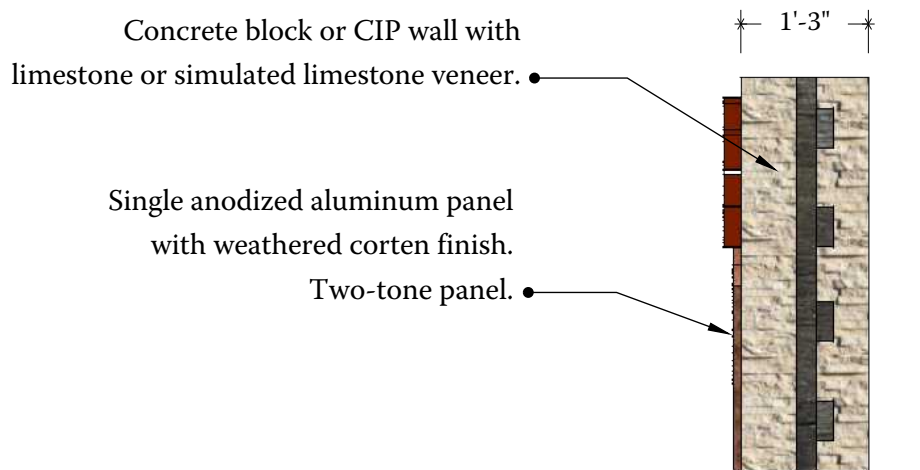 Concrete block or CIP wall with
limestone or simulated limestone veneer.
1'-3"
Single anodized aluminum panel
with weathered corten finish.
Two-tone panel.